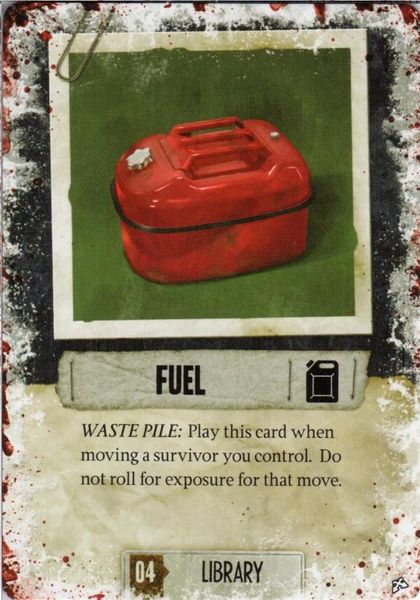 FUEL
WASTE PILE: Play this card when
moving a survivor you control. Do
not roll for exposure for that move.
04 LIBRARY